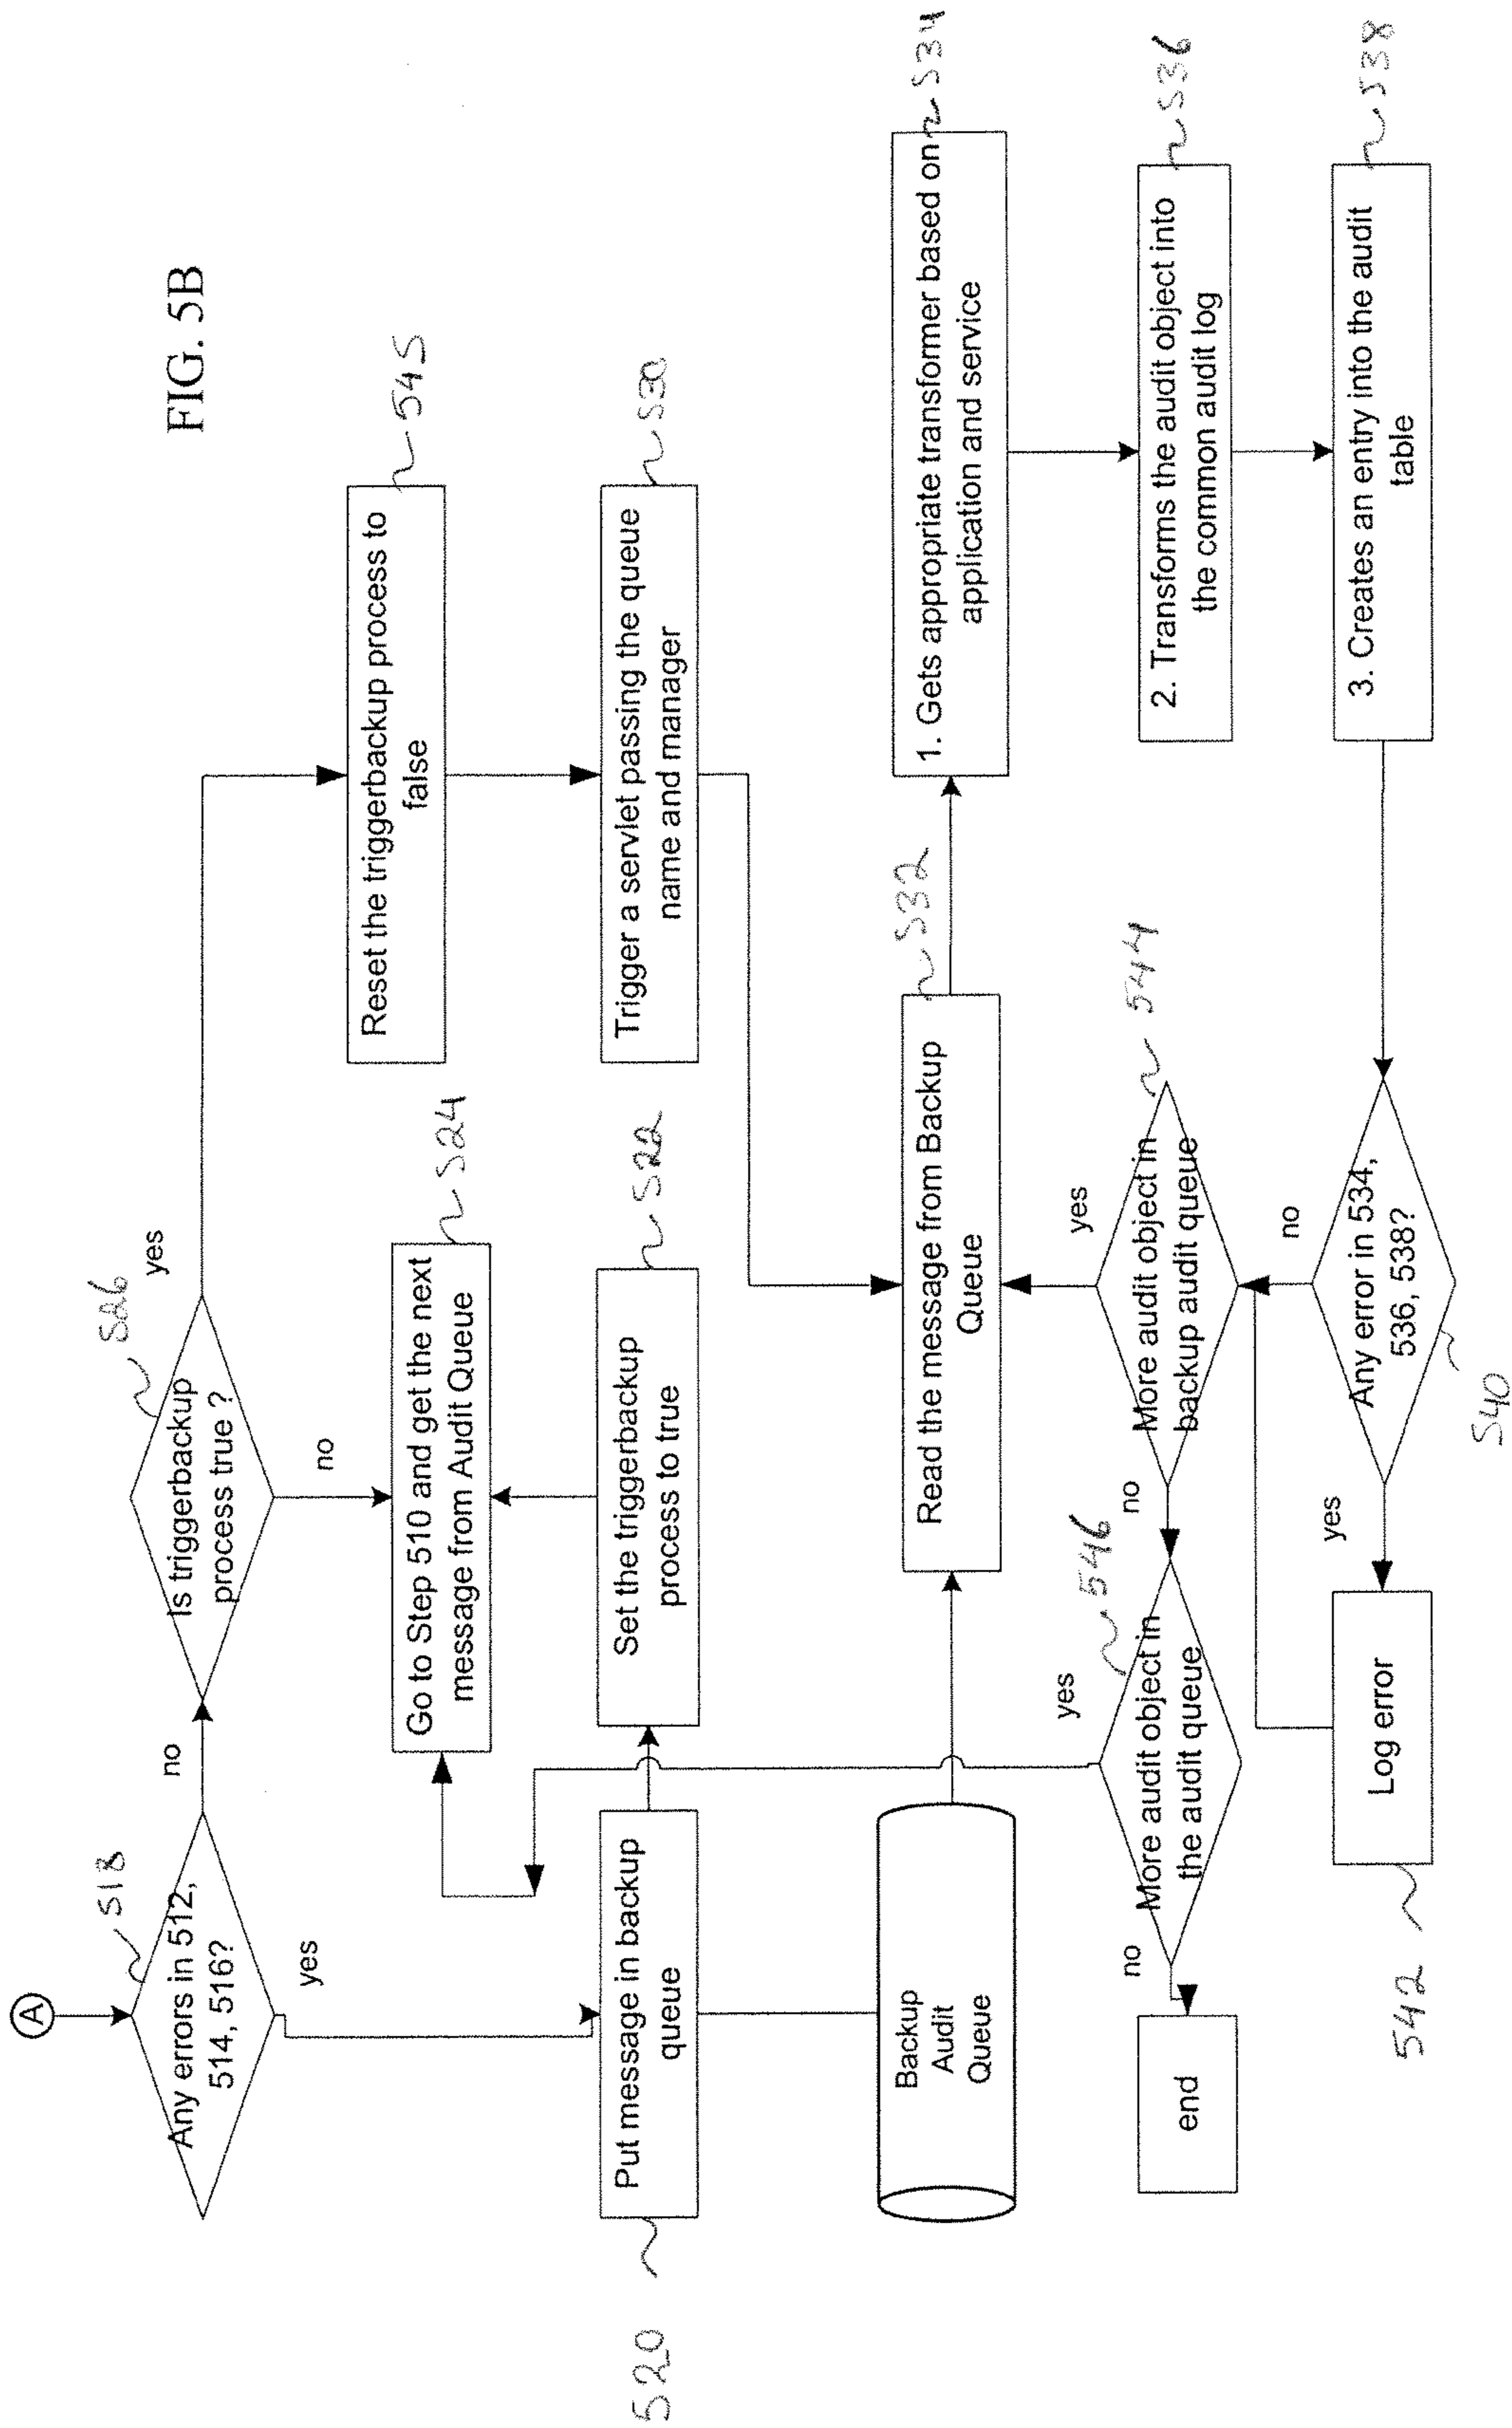 FIG. 5B
A
Any errors in 512,
514, 516?
518
no
yes
Is triggerbackup
process true ?
526
yes
no
Reset the triggerbackup process to
false
545
Go to Step 510 and get the next
message from Audit Queue
524
Trigger a servlet passing the queue
name and manager
530
Put message in backup
queue
520
Set the triggerbackup
process to true
522
Backup
Audit
Queue
Read the message from Backup
Queue
532
1. Gets appropriate transformer based on
application and service
534
2. Transforms the audit object into
the common audit log
536
3. Creates an entry into the audit
table
538
Any error in 534,
536, 538?
540
no
yes
Log error
542
More audit object in
backup audit queue
544
yes
no
More audit object in
the audit queue
546
yes
no
end